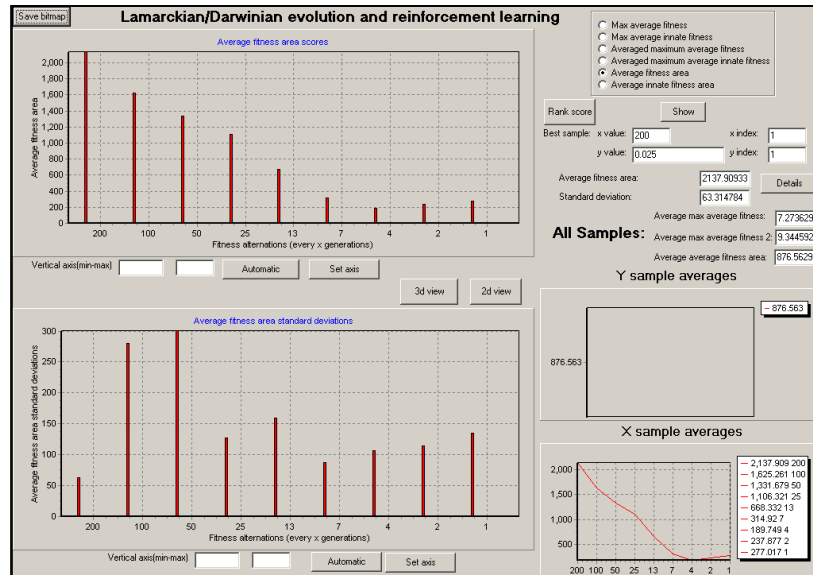 Save bitmap
Lamarckian/Darwinian evolution and reinforcement learning
Average fitness area scores
Average fitness area
2,000
1,800
1,600
1,400
1,200
1,000
800
600
400
200
0
200 100 50 25 13 7 4 2 1
Fitness alternations (every x generations)
Vertical axis(min-max)
Automatic
Set axis
3d view
2d view
Average fitness area standard deviations
Average fitness area standard deviations
300
250
200
150
100
50
0
200 100 50 25 13 7 4 2 1
Fitness alternations (every x generations)
Vertical axis(min-max)
Automatic
Set axis
Max average fitness
Max average innate fitness
Averaged maximum average fitness
Averaged maximum average innate fitness
Average fitness area
Average innate fitness area
Rank score
Show
Best sample: x value: 200 x index: 1
y value: 0.025 y index: 1
Average fitness area: 2137.90933
Standard deviation: 63.314784
Details
All Samples:
Average max average fitness: 7.273629
Average max average fitness 2: 9.344592
Average average fitness area: 876.5629
Y sample averages
876.563
876.563
X sample averages
2,000
1,500
1,000
500
200 100 50 25 13 7 4 2 1
2,137.909 200
1,625.261 100
1,331.679 50
1,106.321 25
668.332 13
314.92 7
189.749 4
237.877 2
277.017 1